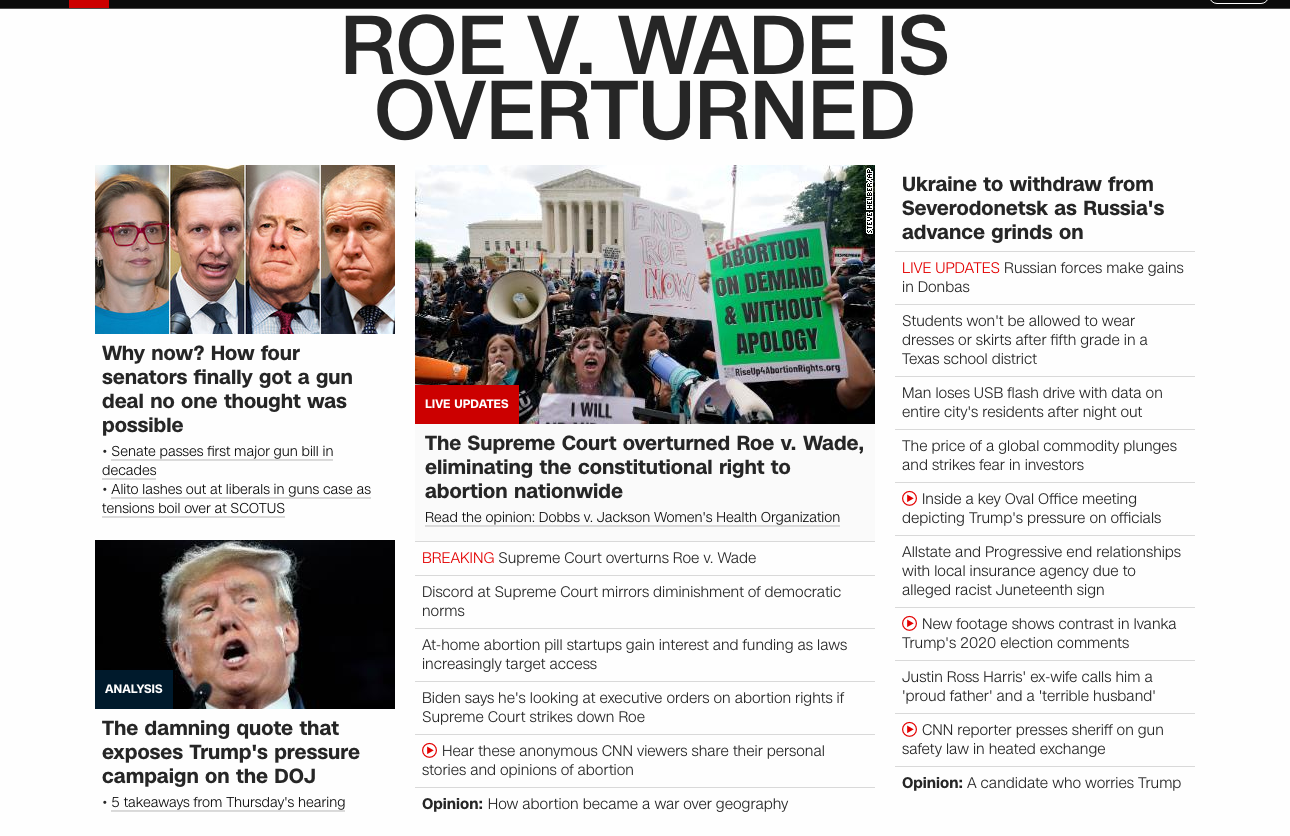 ROE V. WADE IS
OVERTURNED
Why now? How four
senators finally got a gun
deal no one thought was
possible
• Senate passes first major gun bill in
decades
• Alito lashes out at liberals in guns case as
tensions boil over at SCOTUS
ANALYSIS
The damning quote that
exposes Trump's pressure
campaign on the DOJ
• 5 takeaways from Thursday's hearing
STEVE HELBER/AP
END
ROE
NOW!
LEGAL
ABORTION
ON DEMAND
& WITHOUT
APOLOGY
RiseUp4AbortionRights.org
I WILL
LIVE UPDATES
The Supreme Court overturned Roe v. Wade,
eliminating the constitutional right to
abortion nationwide
Read the opinion: Dobbs v. Jackson Women's Health Organization
BREAKING Supreme Court overturns Roe v. Wade
Discord at Supreme Court mirrors diminishment of democratic
norms
At-home abortion pill startups gain interest and funding as laws
increasingly target access
Biden says he's looking at executive orders on abortion rights if
Supreme Court strikes down Roe
Hear these anonymous CNN viewers share their personal
stories and opinions of abortion
Opinion: How abortion became a war over geography
Ukraine to withdraw from
Severodonetsk as Russia's
advance grinds on
LIVE UPDATES Russian forces make gains
in Donbas
Students won't be allowed to wear
dresses or skirts after fifth grade in a
Texas school district
Man loses USB flash drive with data on
entire city's residents after night out
The price of a global commodity plunges
and strikes fear in investors
Inside a key Oval Office meeting
depicting Trump's pressure on officials
Allstate and Progressive end relationships
with local insurance agency due to
alleged racist Juneteenth sign
New footage shows contrast in Ivanka
Trump's 2020 election comments
Justin Ross Harris' ex-wife calls him a
'proud father' and a 'terrible husband'
CNN reporter presses sheriff on gun
safety law in heated exchange
Opinion: A candidate who worries Trump